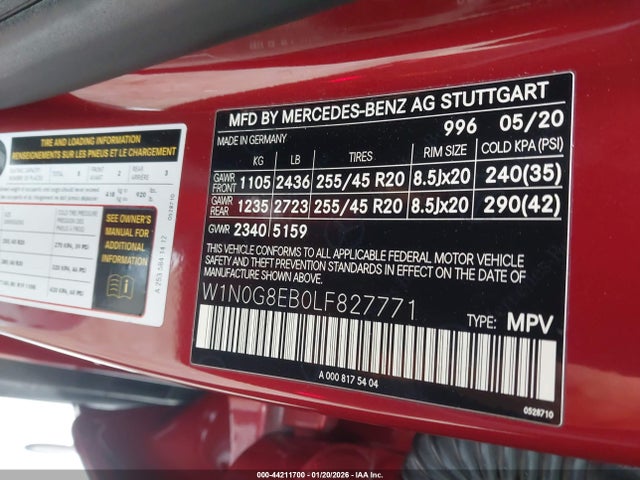 MFD BY MERCEDES-BENZ AG STUTTGART
MADE IN GERMANY 996 05/20
KG LB TIRES RIM SIZE COLD KPA (PSI)
GAWR FRONT 1105 2436 255/45 R20 8.5Jx20 240(35)
GAWR REAR 1235 2723 255/45 R20 8.5Jx20 290(42)
GVWR 2340 5159
THIS VEHICLE CONFORMS TO ALL APPLICABLE FEDERAL MOTOR VEHICLE
SAFETY AND THEFT PREVENTION STANDARDS IN EFFECT ON THE DATE OF
MANUFACTURE SHOWN ABOVE.
W1N0G8EB0LF827771
TYPE: MPV
A 000 817 54 04
0528710
TIRE AND LOADING INFORMATION
RENSEIGNEMENTS SUR LES PNEUS ET LE CHARGEMENT
SEE OWNER'S
MANUAL FOR
ADDITIONAL
INFORMATION
A 253 584 14 12
0528710
000-44211700 | 01/20/2026 | IAA Inc.